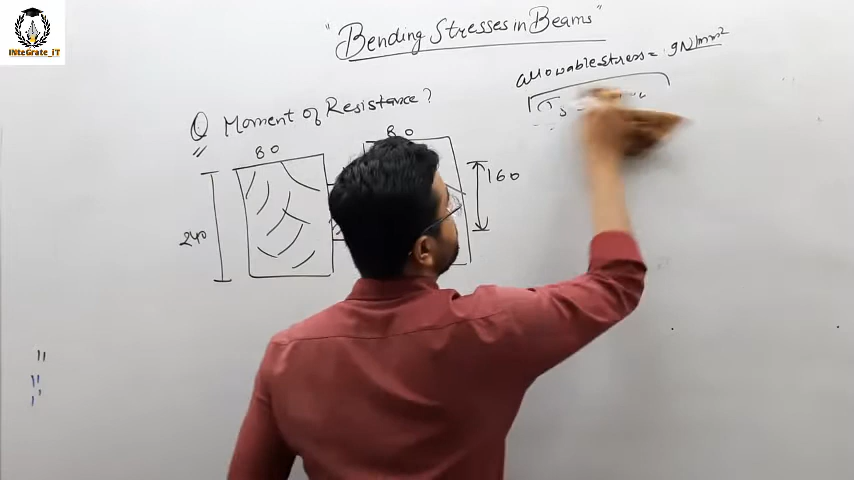 INteGrate_iT
"Bending Stresses in Beams"
allowable stress = 9N/mm²
Q Moment of Resistance?
80
80
160
240